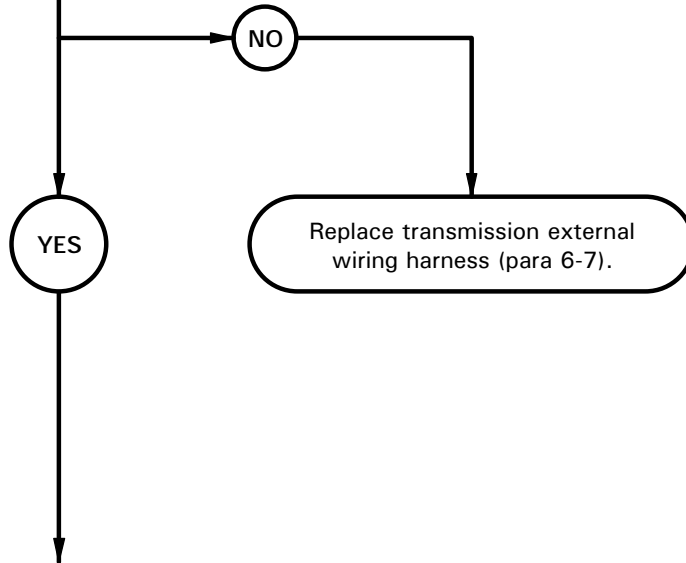 NO
YES
Replace transmission external
wiring harness (para 6-7).